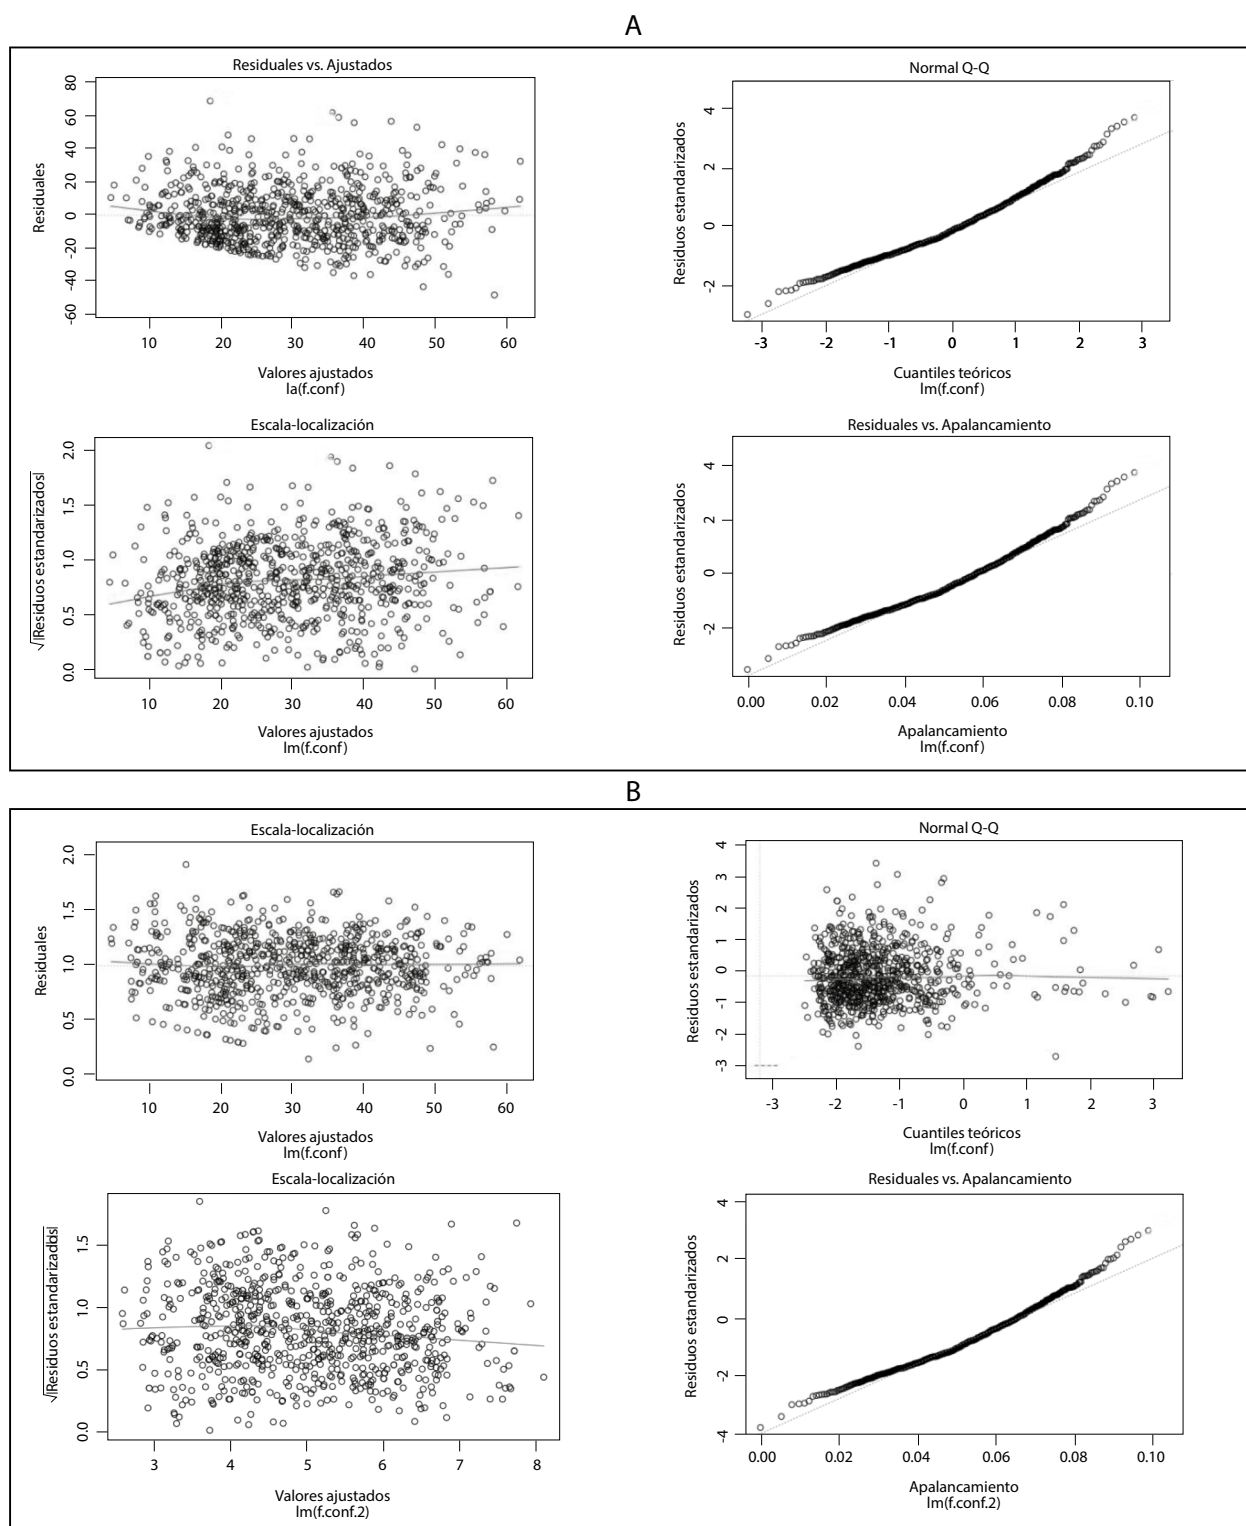 A
Residuales vs. Ajustados
Residuales
80
60
40
20
0
-20
-40
-60
10 20 30 40 50 60
Valores ajustados
la(f.conf)
Normal Q-Q
Residuos estandarizados
4
2
0
-2
-3 -2 -1 0 1 2 3
Cuantiles teóricos
lm(f.conf)
Escala-localización
√|Residuos estandarizados|
2.0
1.5
1.0
0.5
0.0
10 20 30 40 50 60
Valores ajustados
lm(f.conf)
Residuales vs. Apalancamiento
Residuos estandarizados
4
2
0
-2
0.00 0.02 0.04 0.06 0.08 0.10
Apalancamiento
lm(f.conf)
B
Escala-localización
Residuales
2.0
1.5
1.0
0.5
0.0
10 20 30 40 50 60
Valores ajustados
lm(f.conf)
Normal Q-Q
Residuos estandarizados
4
3
2
1
0
-1
-2
-3
-3 -2 -1 0 1 2 3
Cuantiles teóricos
lm(f.conf)
Escala-localización
√|Residuos estandarizadds|
1.5
1.0
0.5
0.0
3 4 5 6 7 8
Valores ajustados
lm(f.conf.2)
Residuales vs. Apalancamiento
Residuos estandarizados
4
2
0
-2
-4
0.00 0.02 0.04 0.06 0.08 0.10
Apalancamiento
lm(f.conf.2)